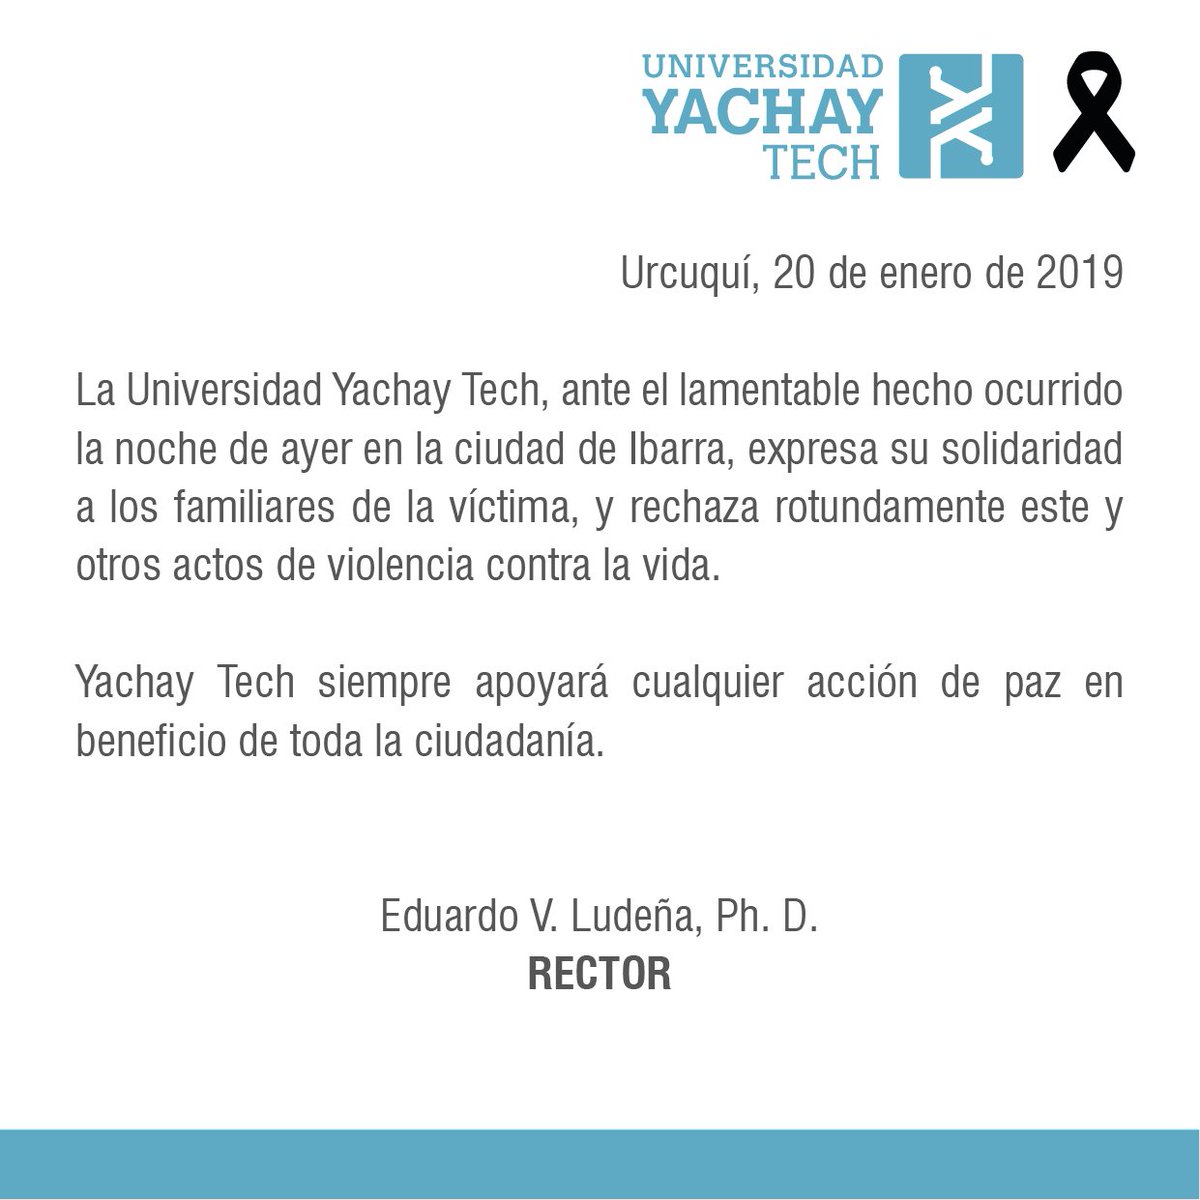 UNIVERSIDAD
YACHAY
TECH
Urcuquí, 20 de enero de 2019
La Universidad Yachay Tech, ante el lamentable hecho ocurrido
la noche de ayer en la ciudad de Ibarra, expresa su solidaridad
a los familiares de la víctima, y rechaza rotundamente este y
otros actos de violencia contra la vida.
Yachay Tech siempre apoyará cualquier acción de paz en
beneficio de toda la ciudadanía.
Eduardo V. Ludeña, Ph. D.
RECTOR